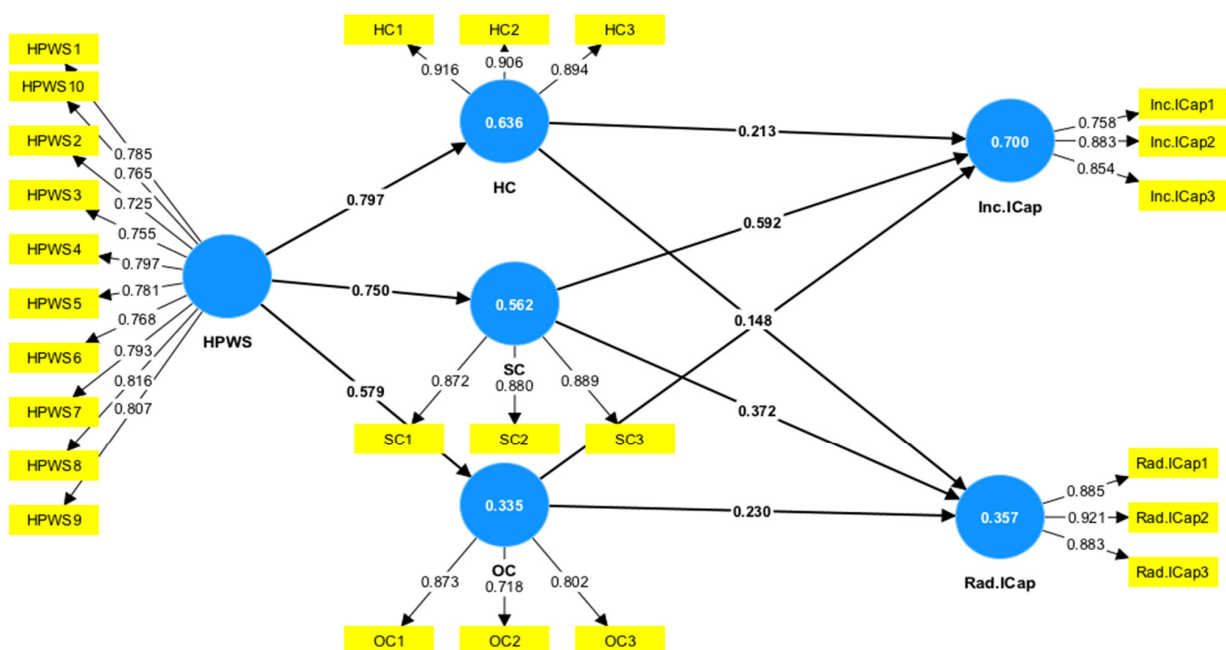 HPWS1
HPWS10
HPWS2
HPWS3
HPWS4
HPWS5
HPWS6
HPWS7
HPWS8
HPWS9
0.785
0.765
0.725
0.755
0.797
0.781
0.768
0.793
0.816
0.807
HPWS
0.797
0.750
0.579
HC1
HC2
HC3
0.916
0.906
0.894
0.636
HC
0.562
SC
0.872
0.880
0.889
SC1
SC2
SC3
0.335
OC
0.873
0.718
0.802
OC1
OC2
OC3
0.213
0.592
0.148
0.372
0.230
0.700
Inc.ICap
0.758
0.883
0.854
Inc.ICap1
Inc.ICap2
Inc.ICap3
0.357
Rad.ICap
0.885
0.921
0.883
Rad.ICap1
Rad.ICap2
Rad.ICap3